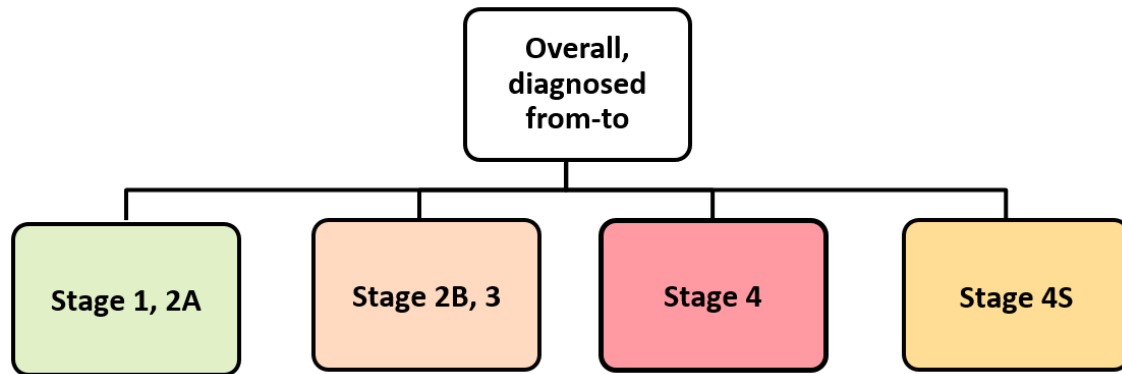 Overall,
diagnosed
from-to
Stage 1, 2A
Stage 2B, 3
Stage 4
Stage 4S